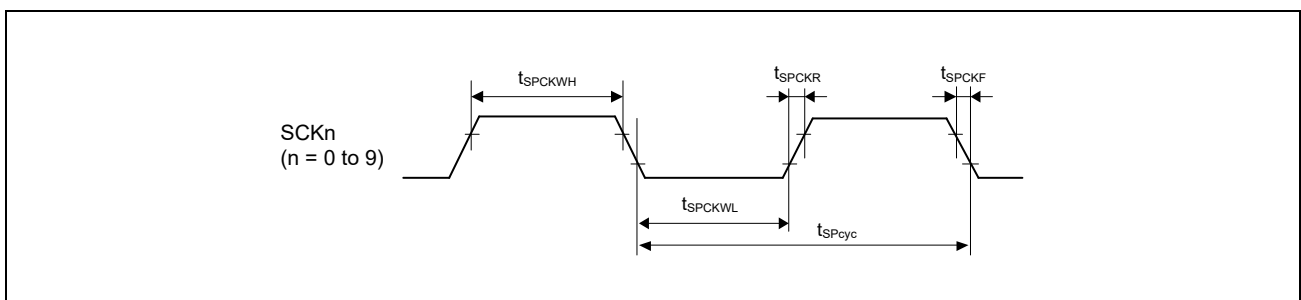 tSPCKWH
tSPCKR
tSPCKF
SCKn
(n = 0 to 9)
tSPCKWL
tSPcyc